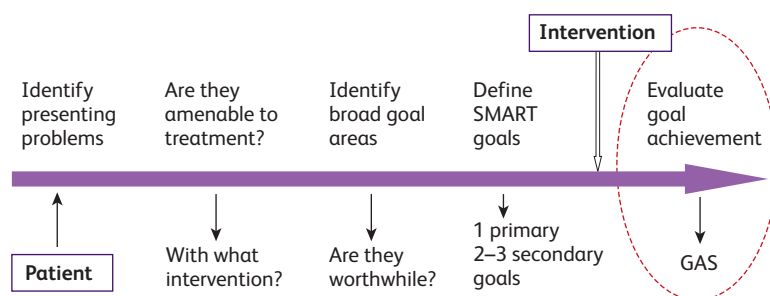 Intervention
Identify
presenting
problems
Are they
amenable to
treatment?
Identify
broad goal
areas
Define
SMART
goals
Evaluate
goal
achievement
Patient
With what
intervention?
Are they
worthwhile?
1 primary
2–3 secondary
goals
GAS